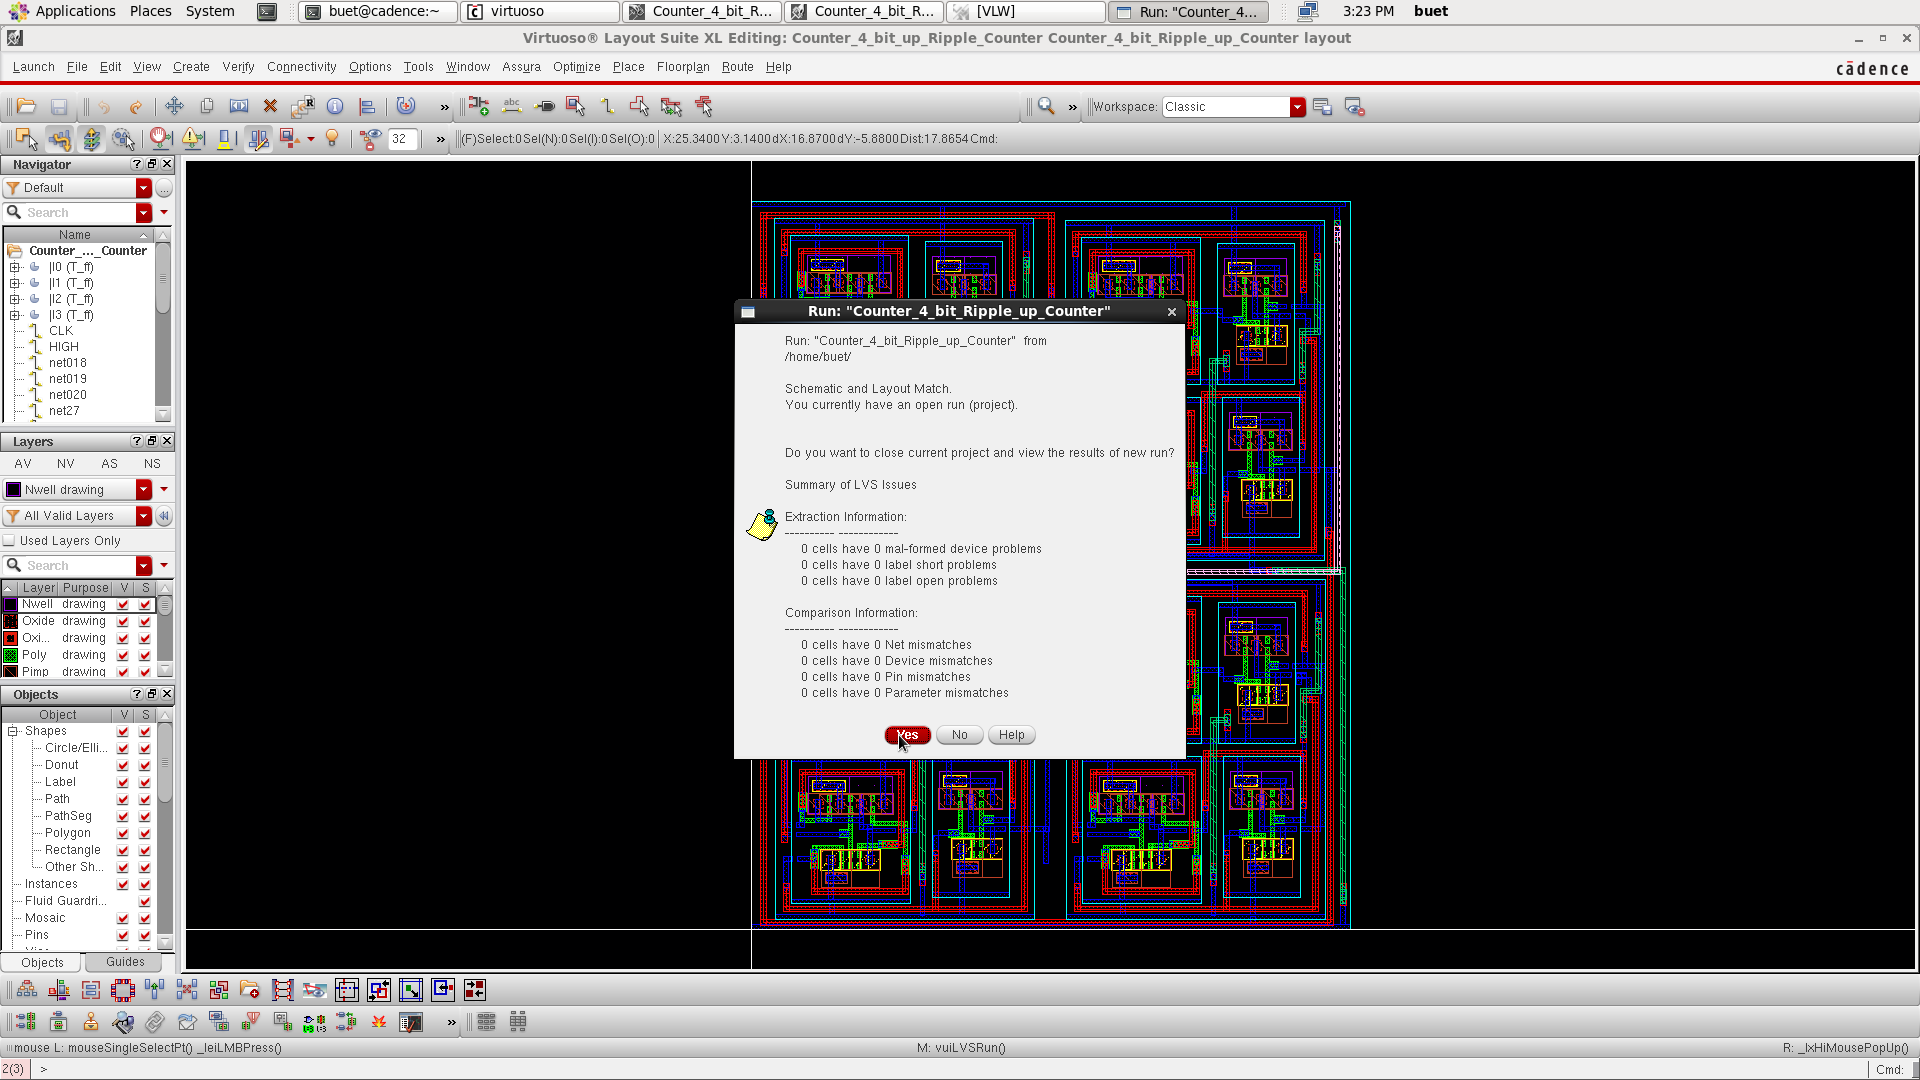 Applications Places System buet@cadence:~ virtuoso Counter_4_bit_R... Counter_4_bit_R... [VLW] Run: "Counter_4... 3:23 PM buet
Virtuoso® Layout Suite XL Editing: Counter_4_bit_up_Ripple_Counter Counter_4_bit_Ripple_up_Counter layout
Launch File Edit View Create Verify Connectivity Options Tools Window Assura Optimize Place Floorplan Route Help cādence
» abc » Workspace: Classic
32 » (F)Select:0 Sel(N):0 Sel(I):0 Sel(O):0 X:25.3400 Y:3.1400 dX:16.8700 dY:-5.8800 Dist:17.8654 Cmd:
Navigator
Default
Search
Name
Counter_..._Counter
|I0 (T_ff)
|I1 (T_ff)
|I2 (T_ff)
|I3 (T_ff)
CLK
HIGH
net018
net019
net020
net27
Layers
AV NV AS NS
Nwell drawing
All Valid Layers
Used Layers Only
Search
Layer Purpose V S
Nwell drawing
Oxide drawing
Oxi... drawing
Poly drawing
Pimp drawing
Objects
Object V S
Shapes
Circle/Elli...
Donut
Label
Path
PathSeg
Polygon
Rectangle
Other Sh...
Instances
Fluid Guardri...
Mosaic
Pins
Objects Guides
Run: "Counter_4_bit_Ripple_up_Counter"
Run: "Counter_4_bit_Ripple_up_Counter" from
/home/buet/
Schematic and Layout Match.
You currently have an open run (project).
Do you want to close current project and view the results of new run?
Summary of LVS Issues
Extraction Information:
---------- ------------
0 cells have 0 mal-formed device problems
0 cells have 0 label short problems
0 cells have 0 label open problems
Comparison Information:
---------- ------------
0 cells have 0 Net mismatches
0 cells have 0 Device mismatches
0 cells have 0 Pin mismatches
0 cells have 0 Parameter mismatches
Yes No Help
»
mouse L: mouseSingleSelectPt() _leiLMBPress() M: vuiLVSRun() R: _lxHiMousePopUp()
2(3) > Cmd: